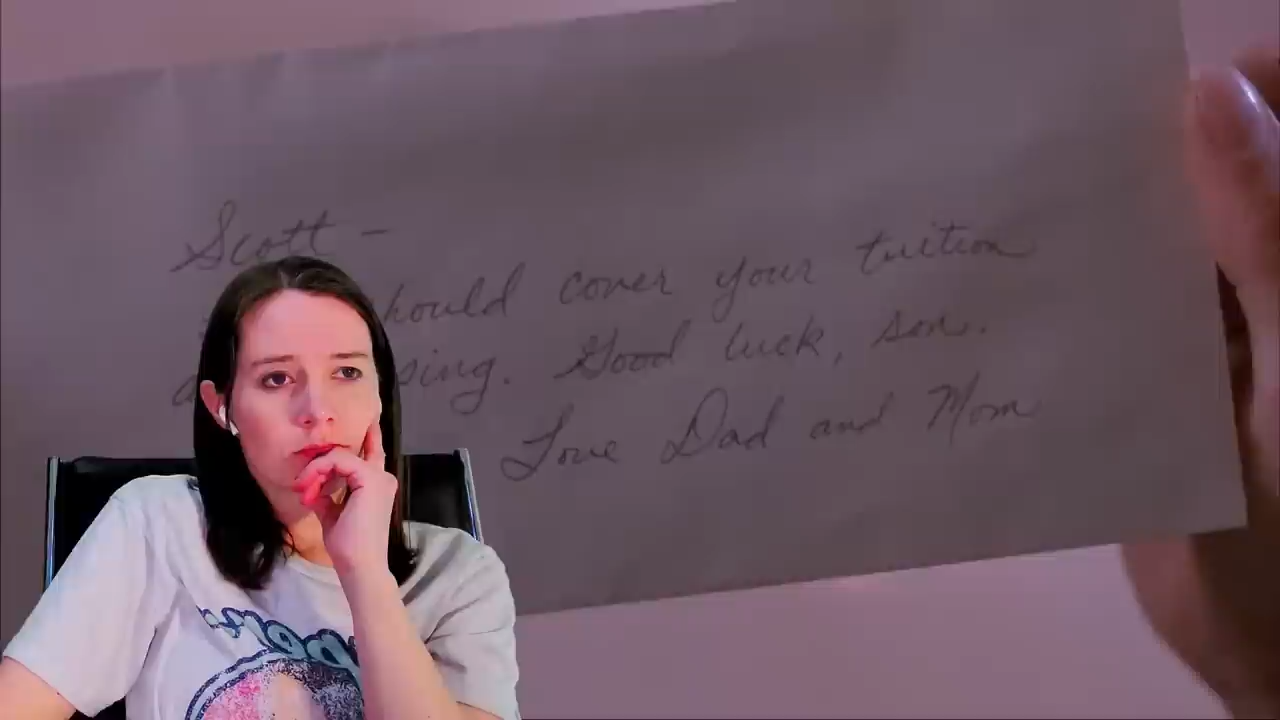 Scott -
hould cover your tuition
a sing. Good luck, son.
Love Dad and Mom